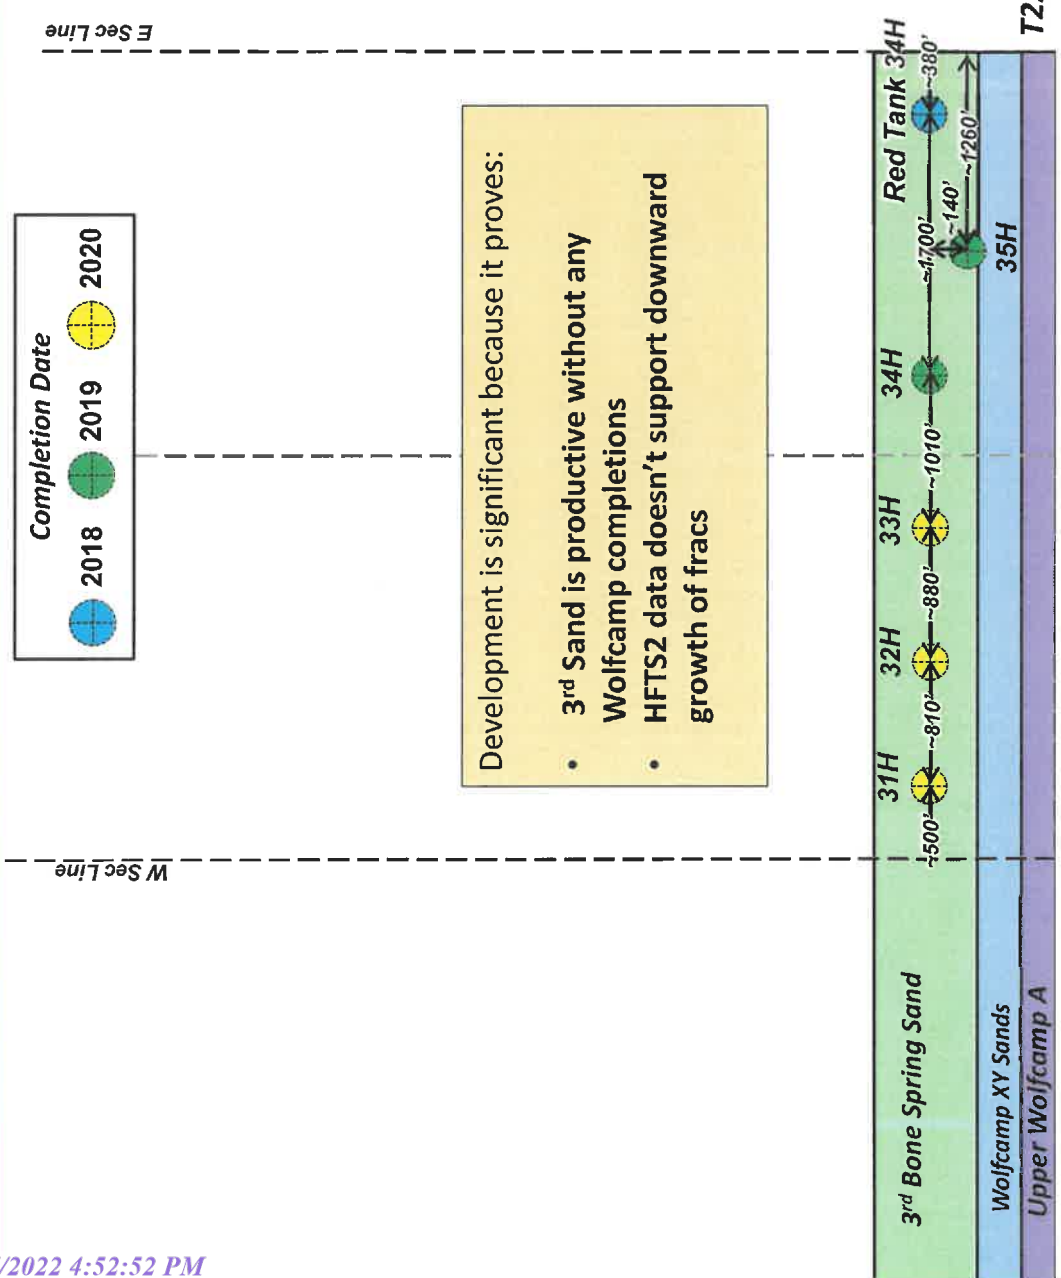 Completion Date
2018 2019 2020
W Sec Line
E Sec Line
Development is significant because it proves:
• 3rd Sand is productive without any
Wolfcamp completions
• HFTS2 data doesn't support downward
growth of fracs
31H 32H 33H 34H Red Tank 34H
~500' ~810' ~880' ~1010' ~1700' ~380'
~140'
~1260'
35H
3rd Bone Spring Sand
Wolfcamp XY Sands
Upper Wolfcamp A
/2022 4:52:52 PM